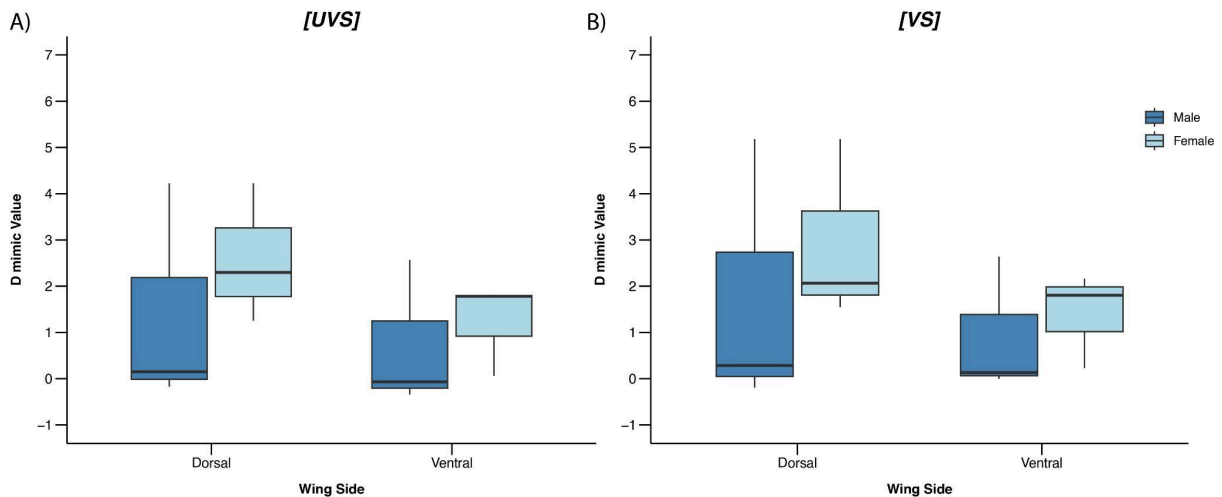 A)
[UVS]
7
6
5
4
3
2
1
0
−1
D mimic Value
Dorsal
Ventral
Wing Side
B)
[VS]
7
6
5
4
3
2
1
0
−1
D mimic Value
Dorsal
Ventral
Wing Side
Male
Female